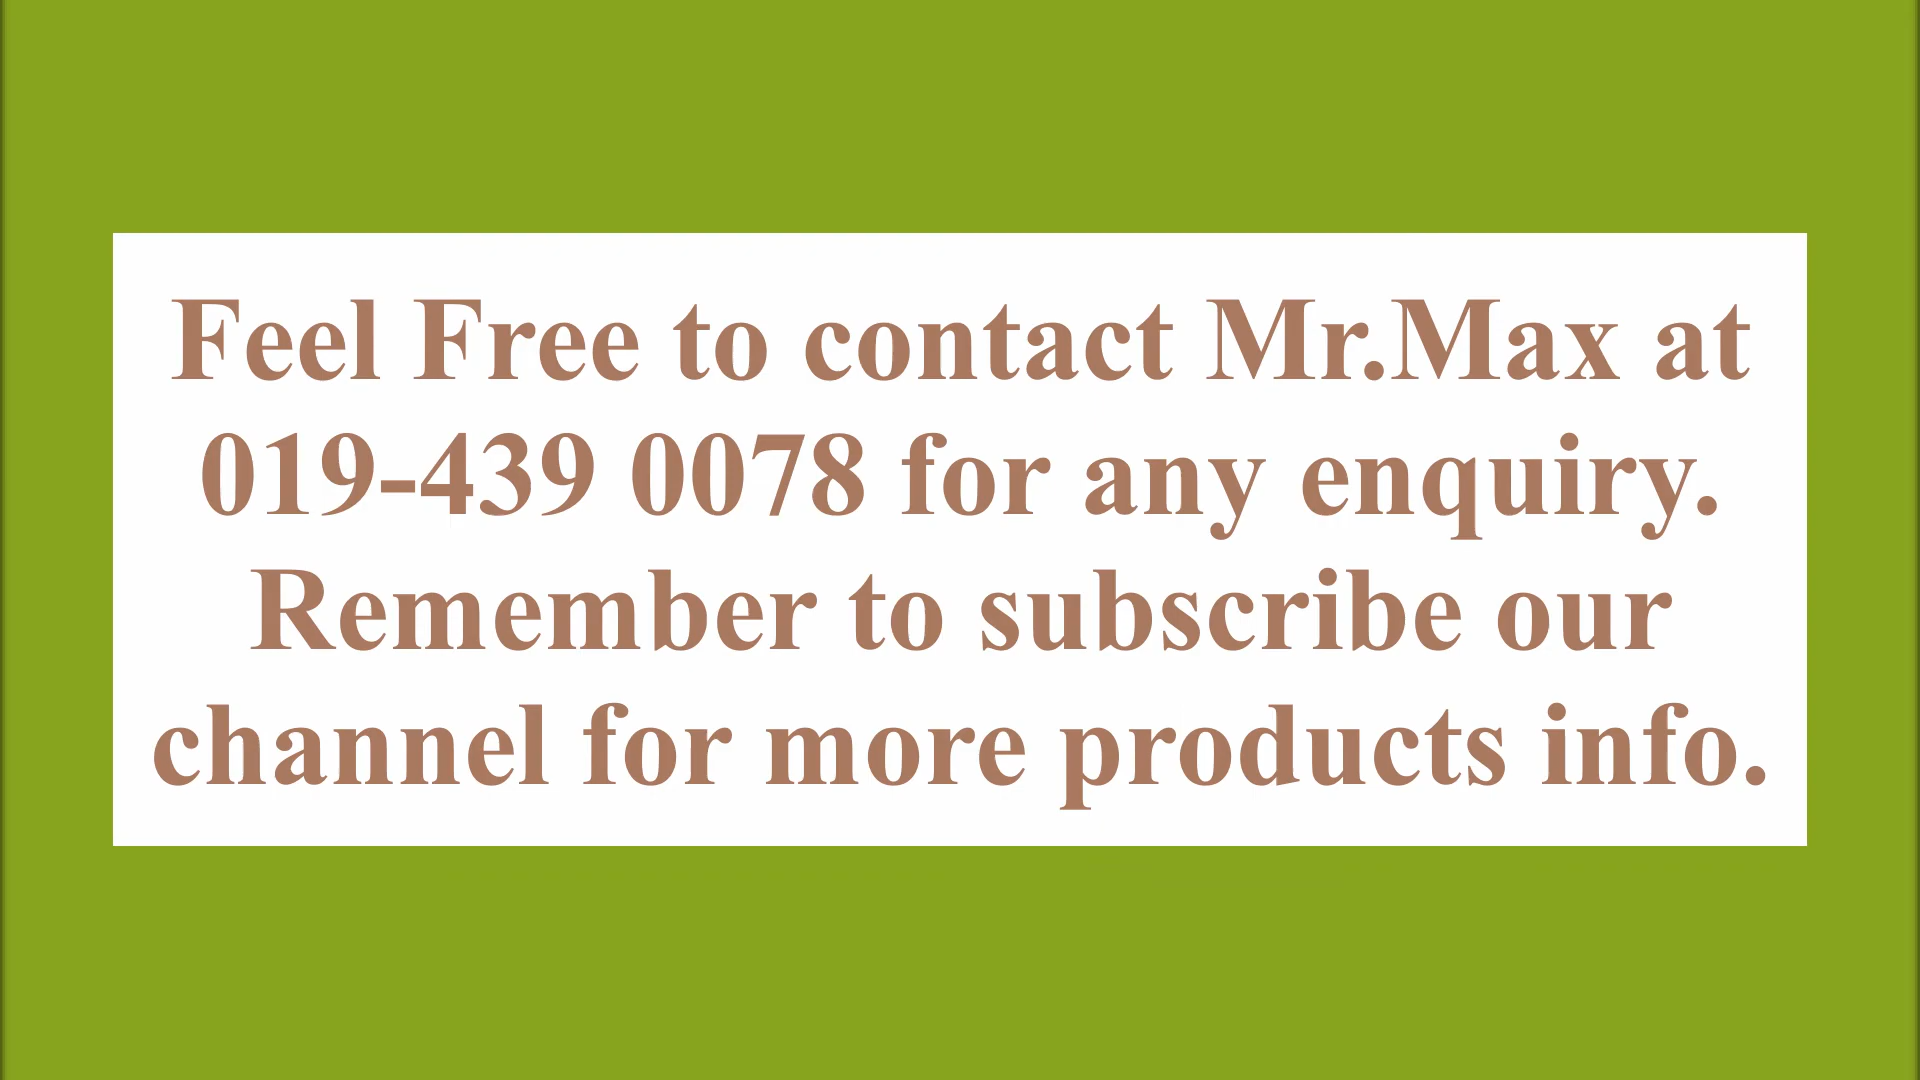 Feel Free to contact Mr.Max at
019-439 0078 for any enquiry.
Remember to subscribe our
channel for more products info.